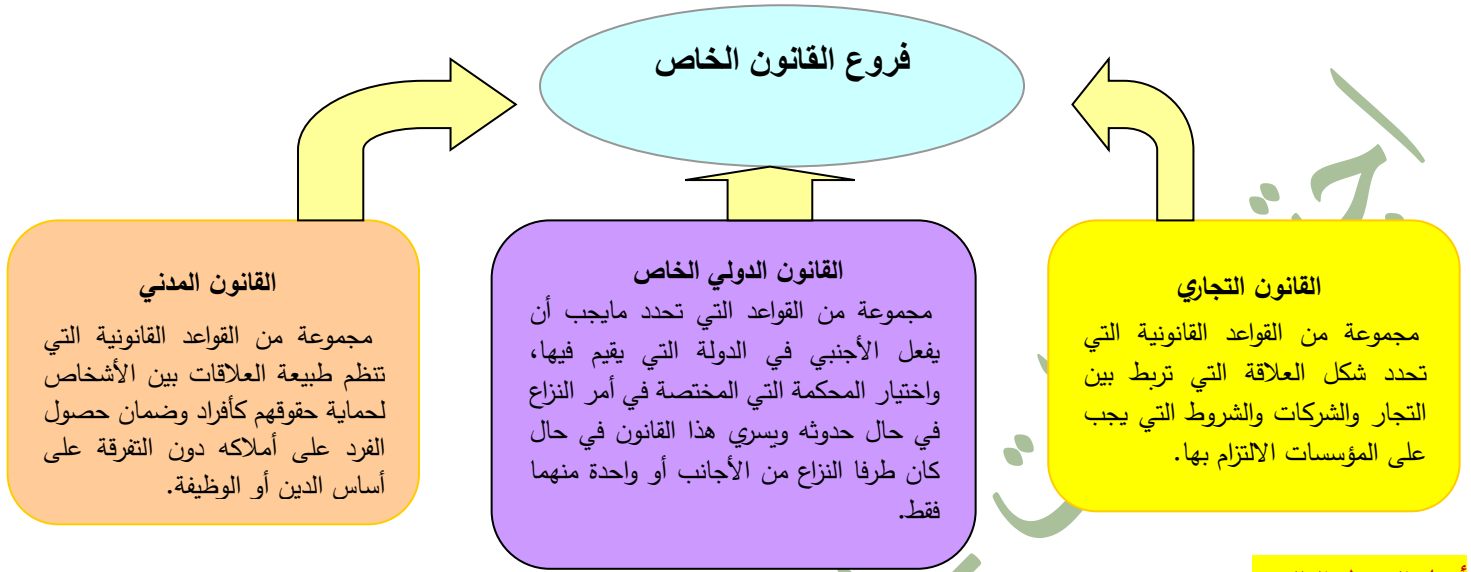 فروع القانون الخاص
القانون التجاري
مجموعة من القواعد القانونية التي
تحدد شكل العلاقة التي تربط بين
التجار والشركات والشروط التي يجب
على المؤسسات الالتزام بها.
القانون الدولي الخاص
مجموعة من القواعد التي تحدد مايجب أن
يفعل الأجنبي في الدولة التي يقيم فيها،
واختيار المحكمة التي المختصة في أمر النزاع
في حال حدوثه ويسري هذا القانون في حال
كان طرفا النزاع من الأجانب أو واحدة منهما
فقط.
القانون المدني
مجموعة من القواعد القانونية التي
تنظم طبيعة العلاقات بين الأشخاص
لحماية حقوقهم كأفراد وضمان حصول
الفرد على أملاكه دون التفرقة على
أساس الدين أو الوظيفة.